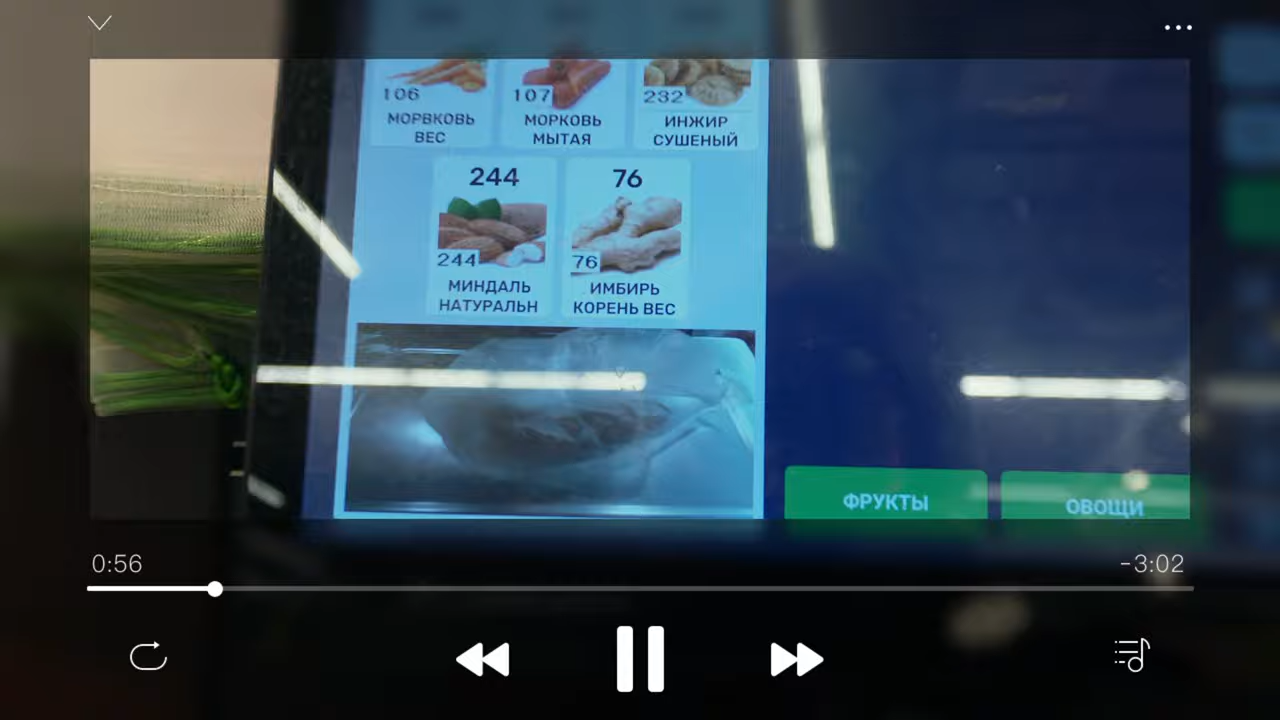 106
107
232
МОРВКОВЬ
ВЕС
МОРКОВЬ
МЫТАЯ
ИНЖИР
СУШЕНЫЙ
244
76
244
76
МИНДАЛЬ
НАТУРАЛЬН
ИМБИРЬ
КОРЕНЬ ВЕС
ФРУКТЫ
ОВОЩИ
0:56
-3:02